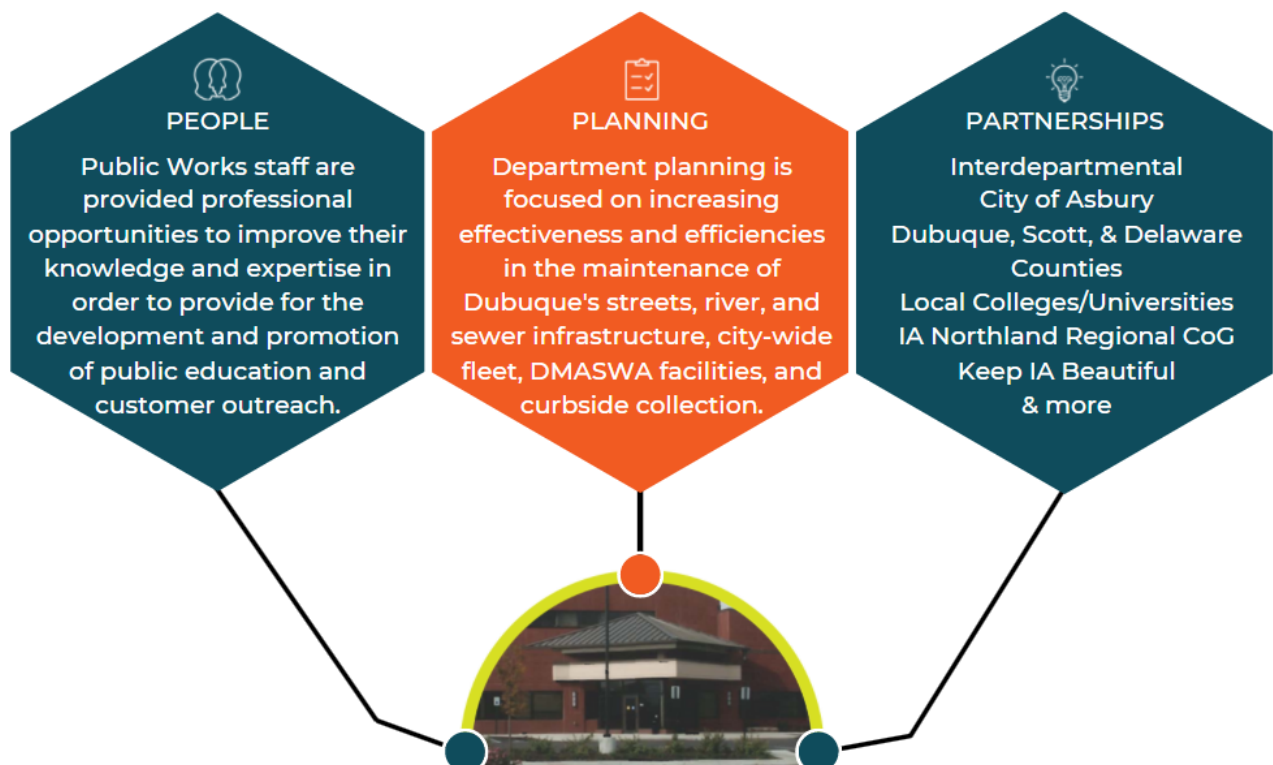 PEOPLE
Public Works staff are
provided professional
opportunities to improve their
knowledge and expertise in
order to provide for the
development and promotion
of public education and
customer outreach.
PLANNING
Department planning is
focused on increasing
effectiveness and efficiencies
in the maintenance of
Dubuque's streets, river, and
sewer infrastructure, city-wide
fleet, DMASWA facilities, and
curbside collection.
PARTNERSHIPS
Interdepartmental
City of Asbury
Dubuque, Scott, & Delaware
Counties
Local Colleges/Universities
IA Northland Regional CoG
Keep IA Beautiful
& more